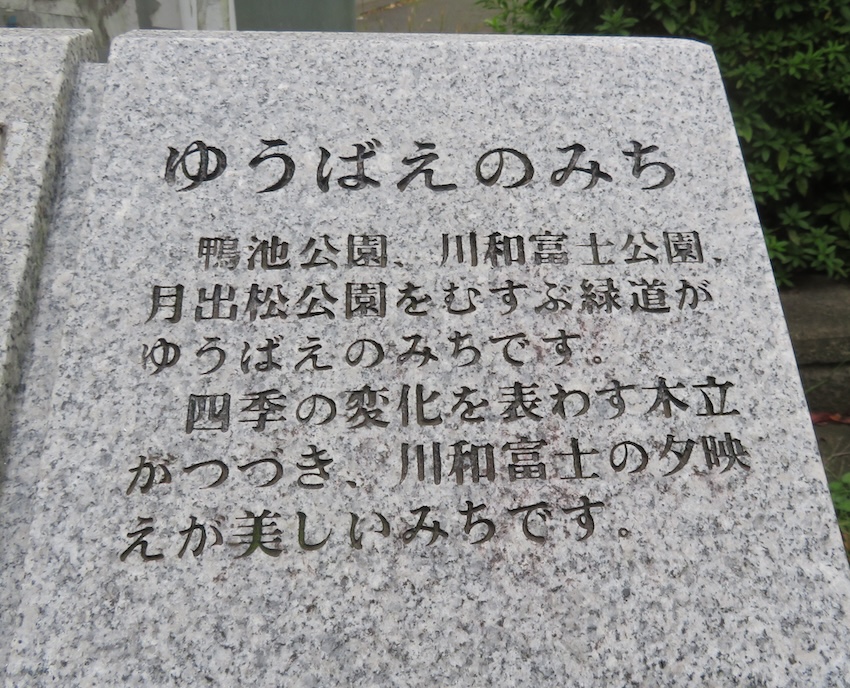 ゆうばえのみち
鴨池公園、川和富士公園、
月出松公園をむすぶ緑道が
ゆうばえのみちです。
四季の変化を表わす木立
がつづき、川和富士の夕映
えが美しいみちです。